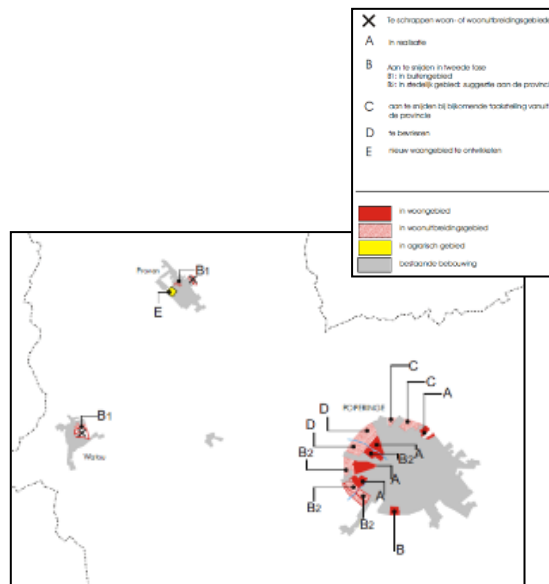 Te schrappen woon- of woonuitbreidingsgebieden
A in realisatie
B Aan te snijden in tweede fase
B1: in buitengebied
B2: in stedelijk gebied: suggestie aan de provincie
C aan te snijden bij bijkomende taakstelling vanuit
de provincie
D te bevriezen
E nieuw woongebied te ontwikkelen
in woongebied
in woonuitbreidingsgebied
in agrarisch gebied
bestaande bebouwing
Proven
B1
E
B1
Watou
POPERINGE
C
C
A
D
D
A
B2
B2
A
A
B2
B2
B